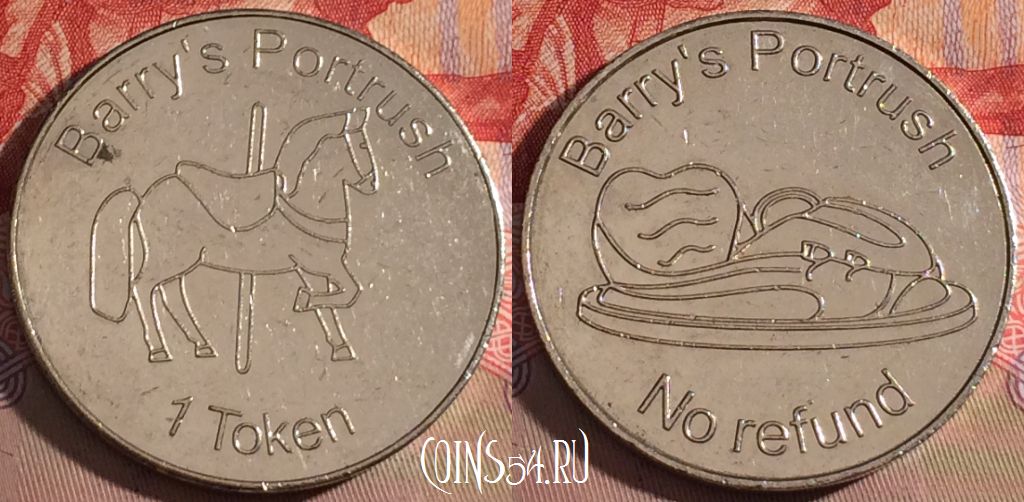 Barry's Portrush
1 Token
Barry's Portrush
No refund
COINS54.RU